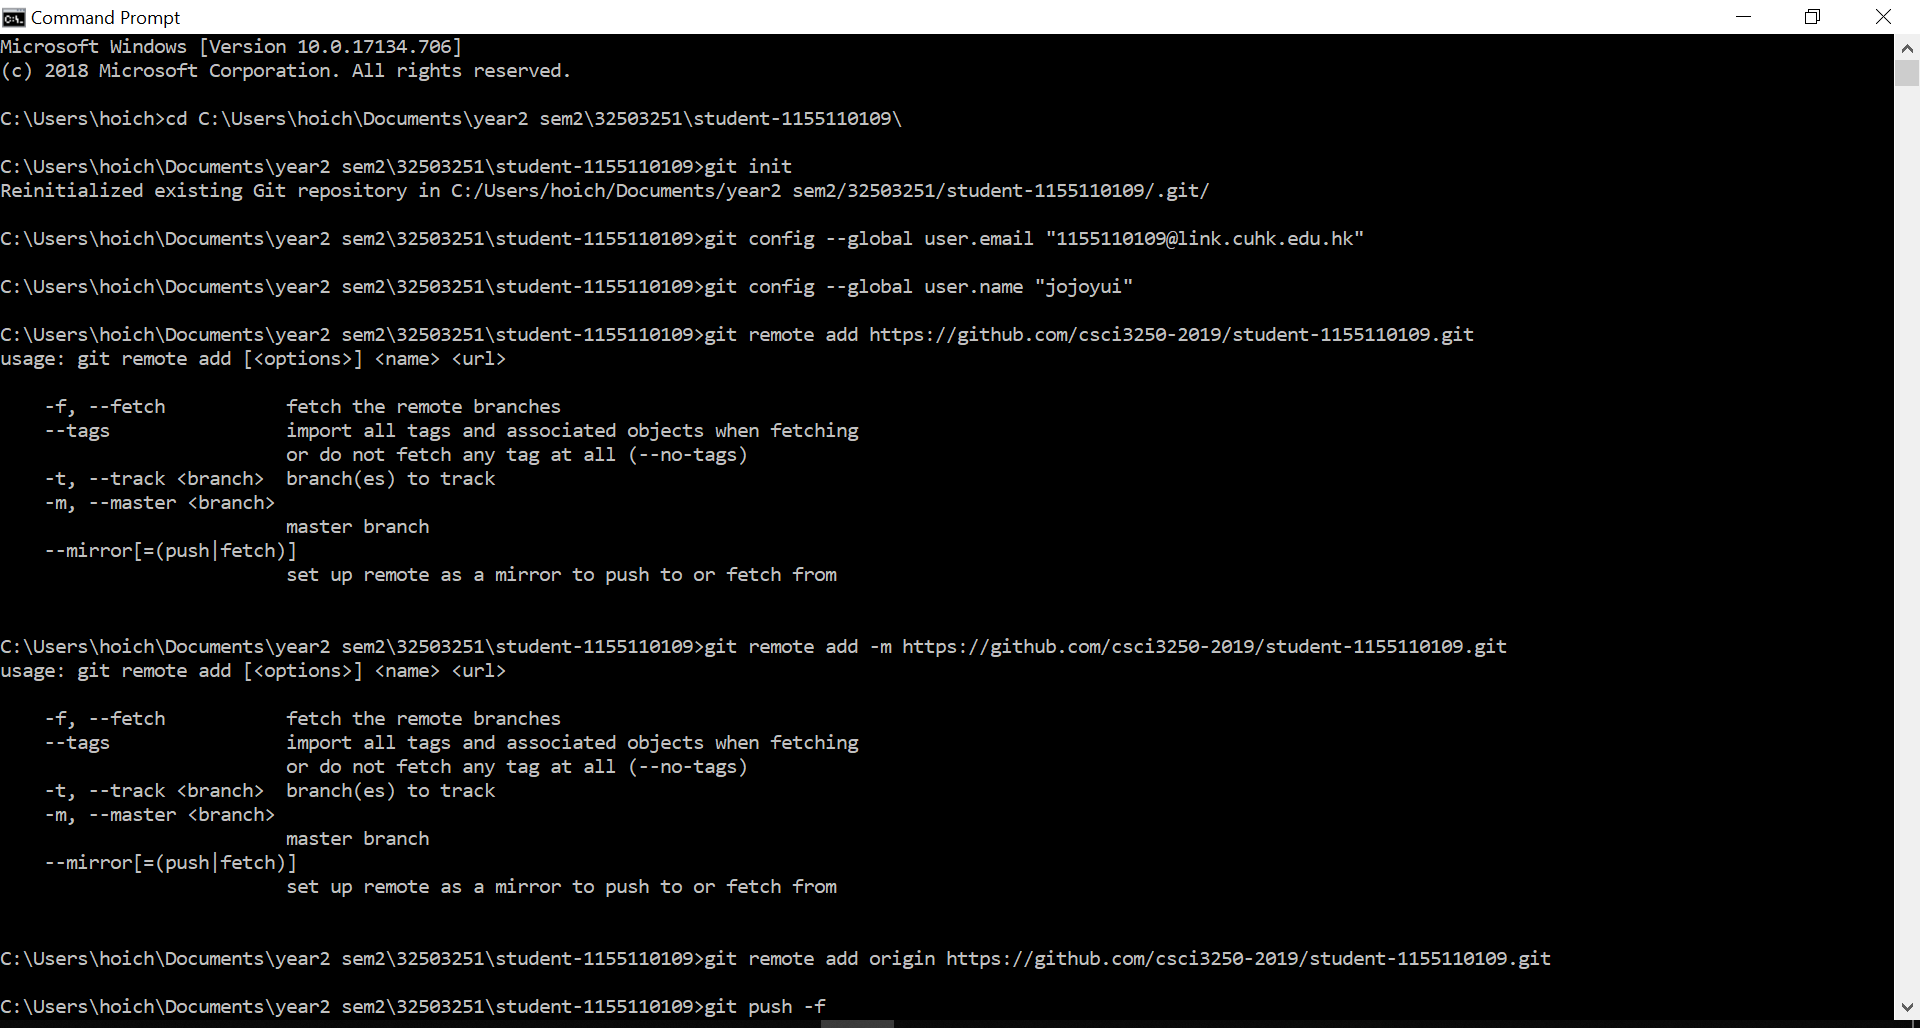 Command Prompt
Microsoft Windows [Version 10.0.17134.706]
(c) 2018 Microsoft Corporation. All rights reserved.
C:\Users\hoich>cd C:\Users\hoich\Documents\year2 sem2\32503251\student-1155110109\
C:\Users\hoich\Documents\year2 sem2\32503251\student-1155110109>git init
Reinitialized existing Git repository in C:/Users/hoich/Documents/year2 sem2/32503251/student-1155110109/.git/
C:\Users\hoich\Documents\year2 sem2\32503251\student-1155110109>git config --global user.email "1155110109@link.cuhk.edu.hk"
C:\Users\hoich\Documents\year2 sem2\32503251\student-1155110109>git config --global user.name "jojoyui"
C:\Users\hoich\Documents\year2 sem2\32503251\student-1155110109>git remote add https://github.com/csci3250-2019/student-1155110109.git
usage: git remote add [<options>] <name> <url>
    -f, --fetch           fetch the remote branches
    --tags                import all tags and associated objects when fetching
                          or do not fetch any tag at all (--no-tags)
    -t, --track <branch>  branch(es) to track
    -m, --master <branch>
                          master branch
    --mirror[=(push|fetch)]
                          set up remote as a mirror to push to or fetch from
C:\Users\hoich\Documents\year2 sem2\32503251\student-1155110109>git remote add -m https://github.com/csci3250-2019/student-1155110109.git
usage: git remote add [<options>] <name> <url>
    -f, --fetch           fetch the remote branches
    --tags                import all tags and associated objects when fetching
                          or do not fetch any tag at all (--no-tags)
    -t, --track <branch>  branch(es) to track
    -m, --master <branch>
                          master branch
    --mirror[=(push|fetch)]
                          set up remote as a mirror to push to or fetch from
C:\Users\hoich\Documents\year2 sem2\32503251\student-1155110109>git remote add origin https://github.com/csci3250-2019/student-1155110109.git
C:\Users\hoich\Documents\year2 sem2\32503251\student-1155110109>git push -f